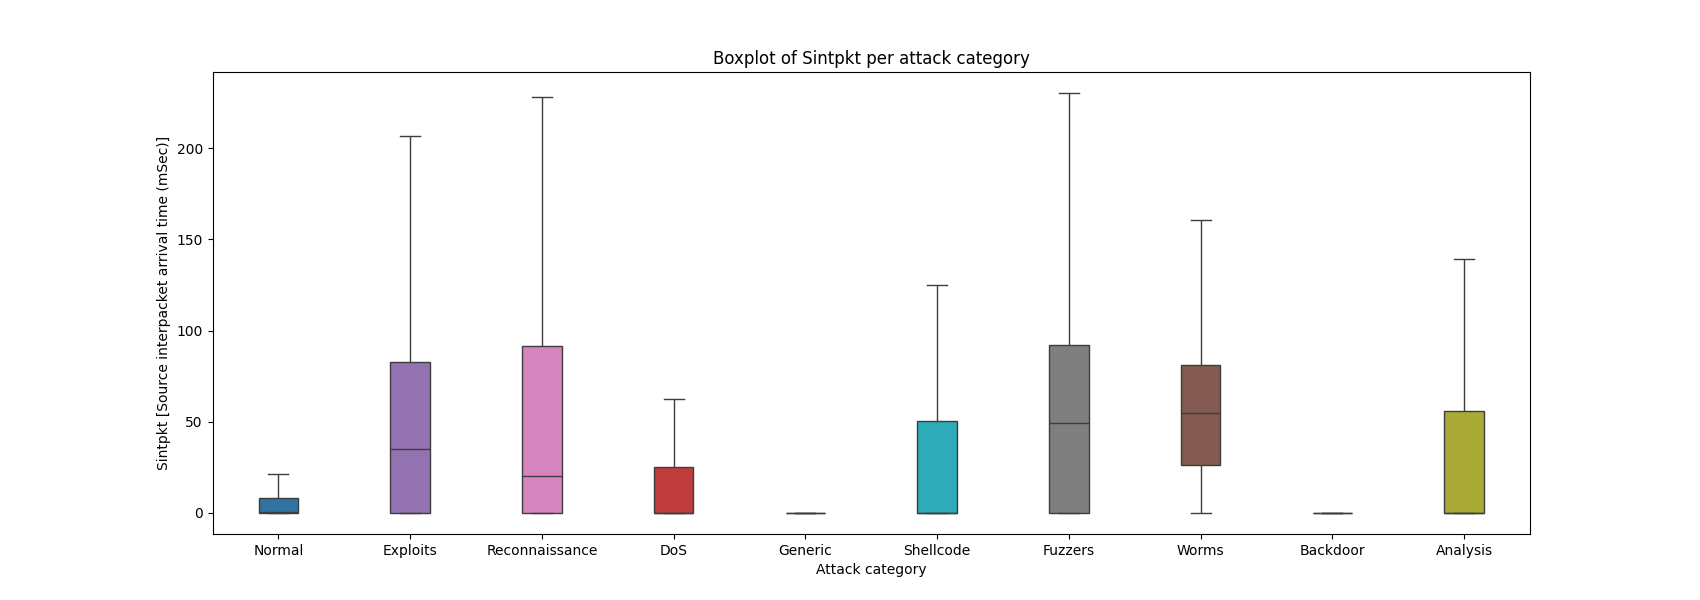 Boxplot of Sintpkt per attack category
Sintpkt [Source interpacket arrival time (mSec)]
200
150
100
50
0
Normal Exploits Reconnaissance DoS Generic Shellcode Fuzzers Worms Backdoor Analysis
Attack category